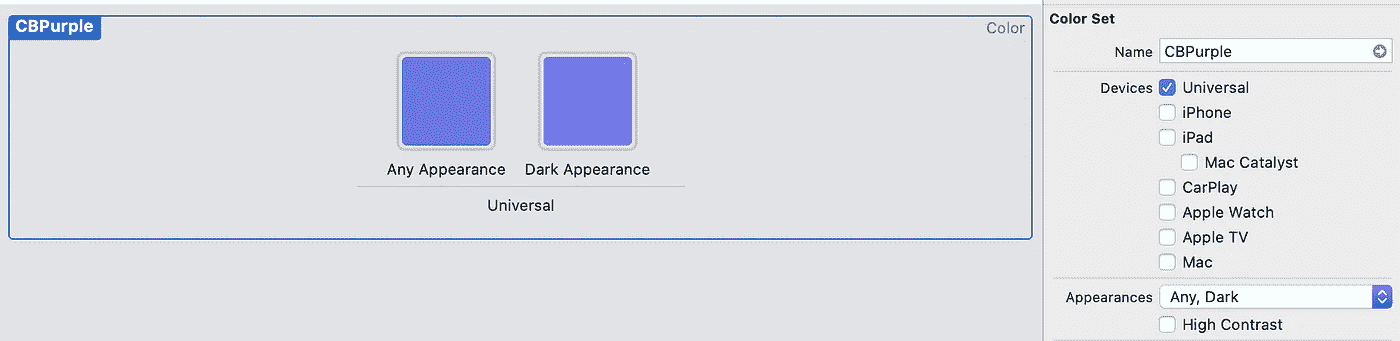 CBPurple
Color
Any Appearance
Dark Appearance
Universal
Color Set
Name CBPurple
Devices Universal
iPhone
iPad
Mac Catalyst
CarPlay
Apple Watch
Apple TV
Mac
Appearances Any, Dark
High Contrast